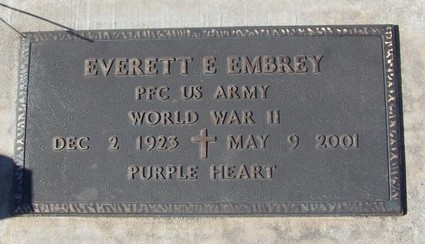 EVERETT E EMBREY
PFC US ARMY
WORLD WAR II
DEC 2 1923 MAY 9 2001
PURPLE HEART